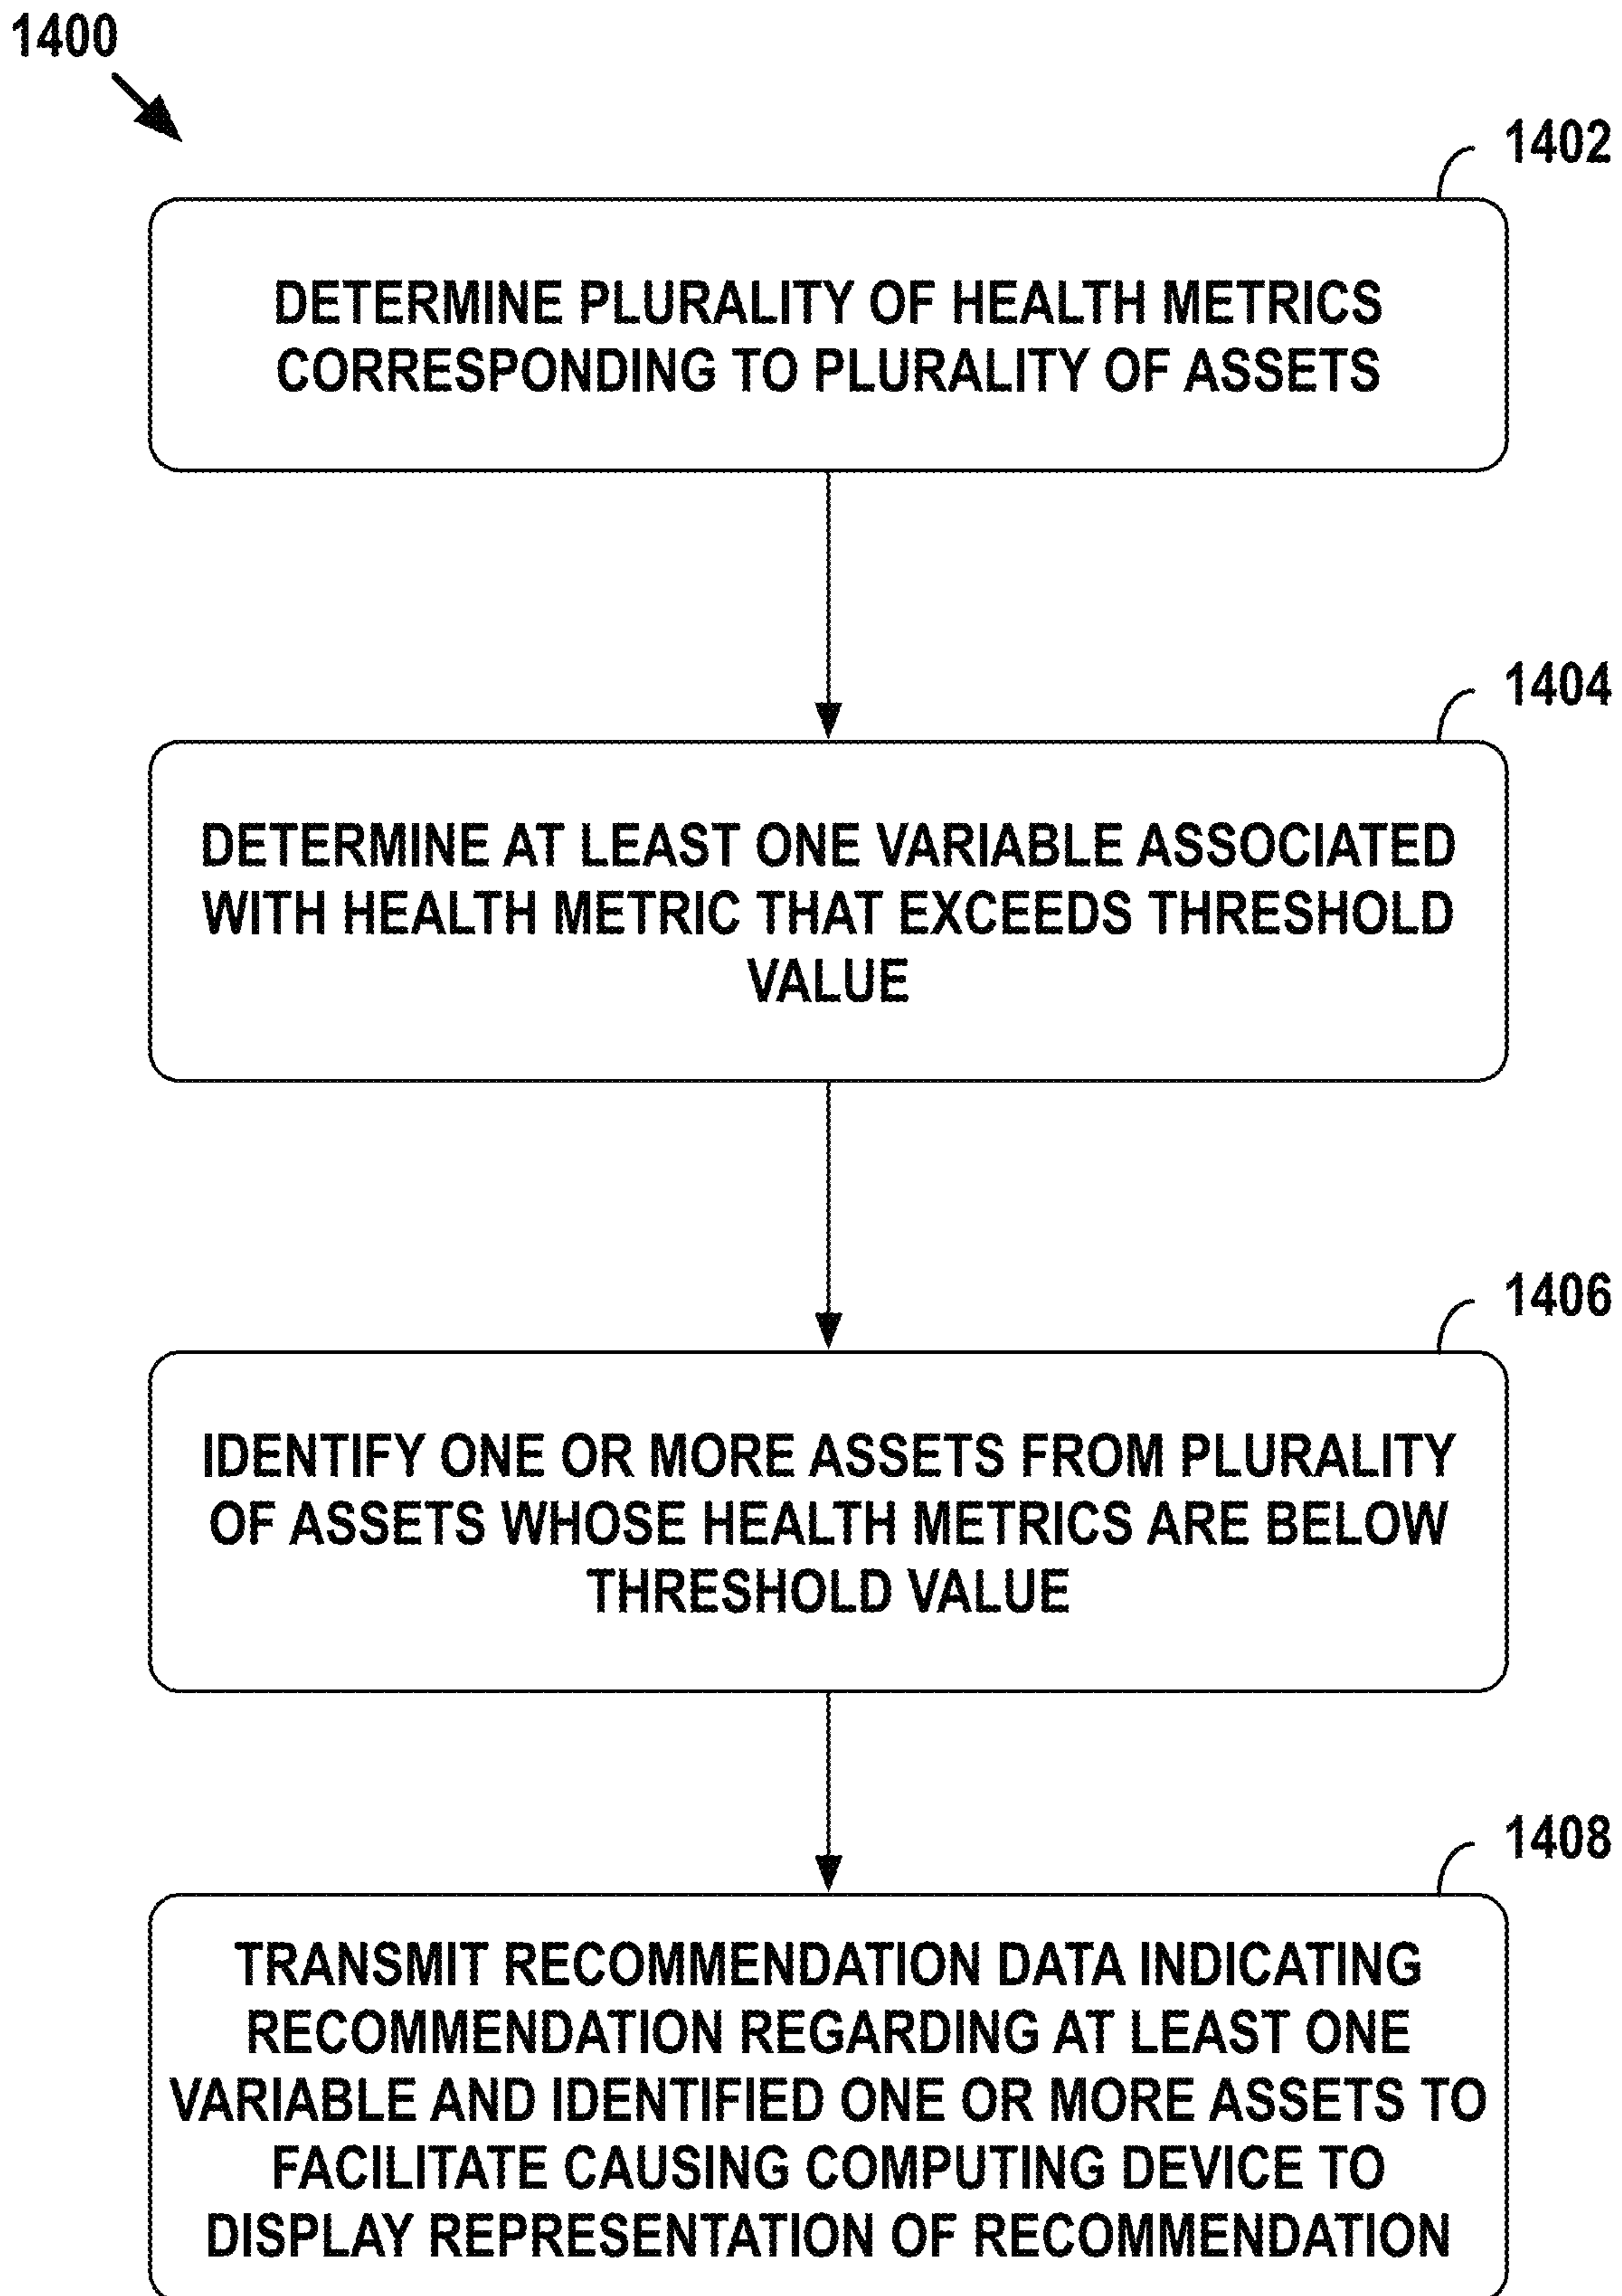 1400
1402
DETERMINE PLURALITY OF HEALTH METRICS
CORRESPONDING TO PLURALITY OF ASSETS
1404
DETERMINE AT LEAST ONE VARIABLE ASSOCIATED
WITH HEALTH METRIC THAT EXCEEDS THRESHOLD
VALUE
1406
IDENTIFY ONE OR MORE ASSETS FROM PLURALITY
OF ASSETS WHOSE HEALTH METRICS ARE BELOW
THRESHOLD VALUE
1408
TRANSMIT RECOMMENDATION DATA INDICATING
RECOMMENDATION REGARDING AT LEAST ONE
VARIABLE AND IDENTIFIED ONE OR MORE ASSETS TO
FACILITATE CAUSING COMPUTING DEVICE TO
DISPLAY REPRESENTATION OF RECOMMENDATION